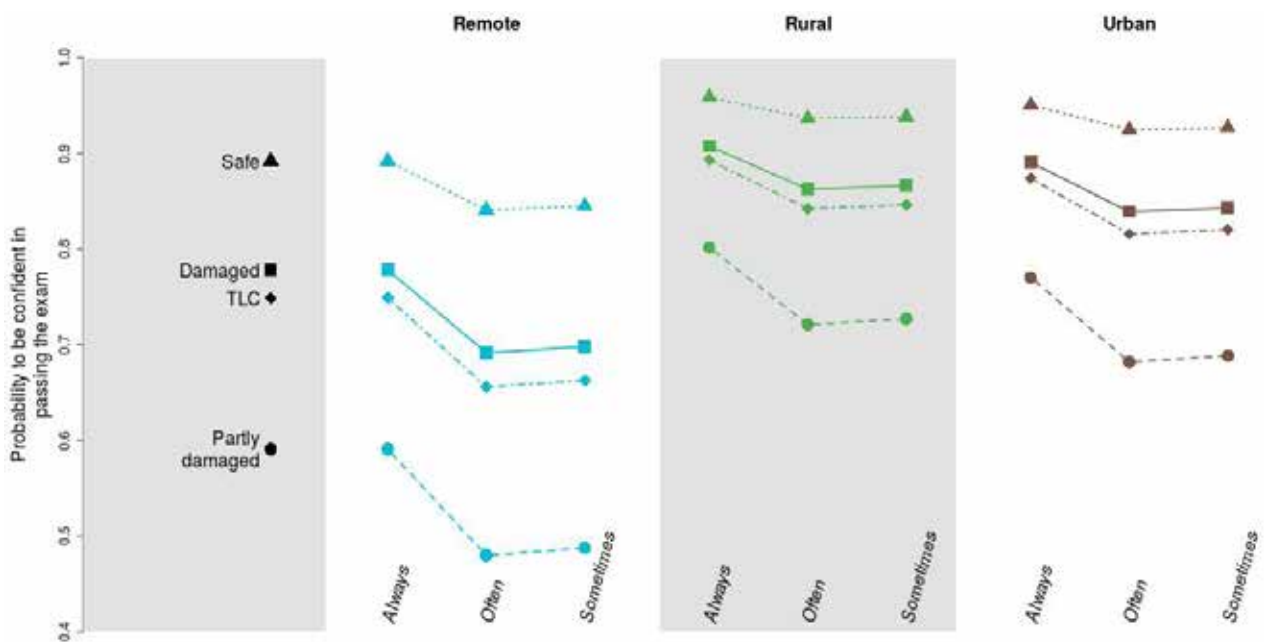 Remote
Rural
Urban
Probability to be confident in
passing the exam
1.0
0.9
0.8
0.7
0.6
0.5
0.4
Safe
Damaged
TLC
Partly
damaged
Always
Often
Sometimes
Always
Often
Sometimes
Always
Often
Sometimes